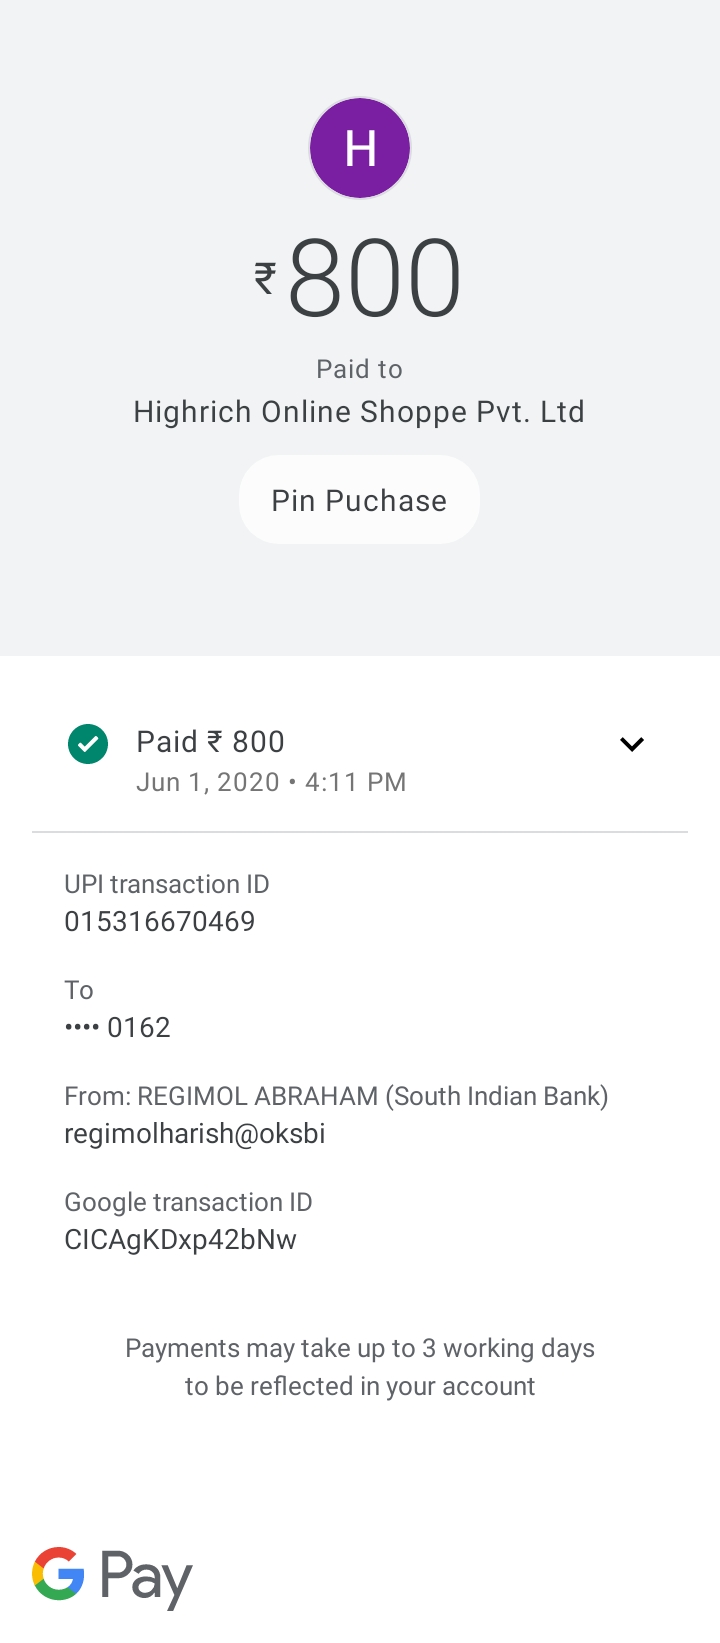 H
₹800
Paid to
Highrich Online Shoppe Pvt. Ltd
Pin Puchase
Paid ₹ 800
Jun 1, 2020 • 4:11 PM
UPI transaction ID
015316670469
To
•••• 0162
From: REGIMOL ABRAHAM (South Indian Bank)
regimolharish@oksbi
Google transaction ID
CICAgKDxp42bNw
Payments may take up to 3 working days
to be reflected in your account
G Pay